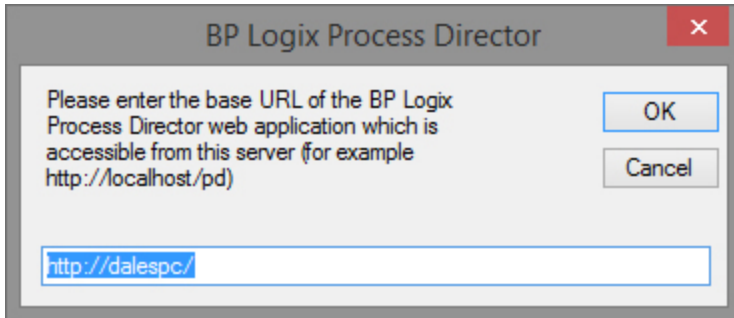 BP Logix Process Director
Please enter the base URL of the BP Logix
Process Director web application which is
accessible from this server (for example
http://localhost/pd)
OK
Cancel
http://dalespc/